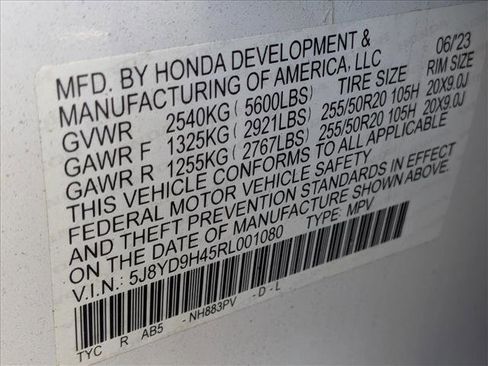 MFD. BY HONDA DEVELOPMENT & 06/23
MANUFACTURING OF AMERICA, LLC
TIRE SIZE RIM SIZE
GVWR 2540KG ( 5600LBS)
GAWR F 1325KG ( 2921LBS) 255/50R20 105H 20X9.0J
GAWR R 1255KG ( 2767LBS) 255/50R20 105H 20X9.0J
THIS VEHICLE CONFORMS TO ALL APPLICABLE
FEDERAL MOTOR VEHICLE SAFETY
AND THEFT PREVENTION STANDARDS IN EFFECT
ON THE DATE OF MANUFACTURE SHOWN ABOVE.
V.I.N.: 5J8YD9H45RL001080 TYPE: MPV
TYC R AB5 -NH883PV -D-L